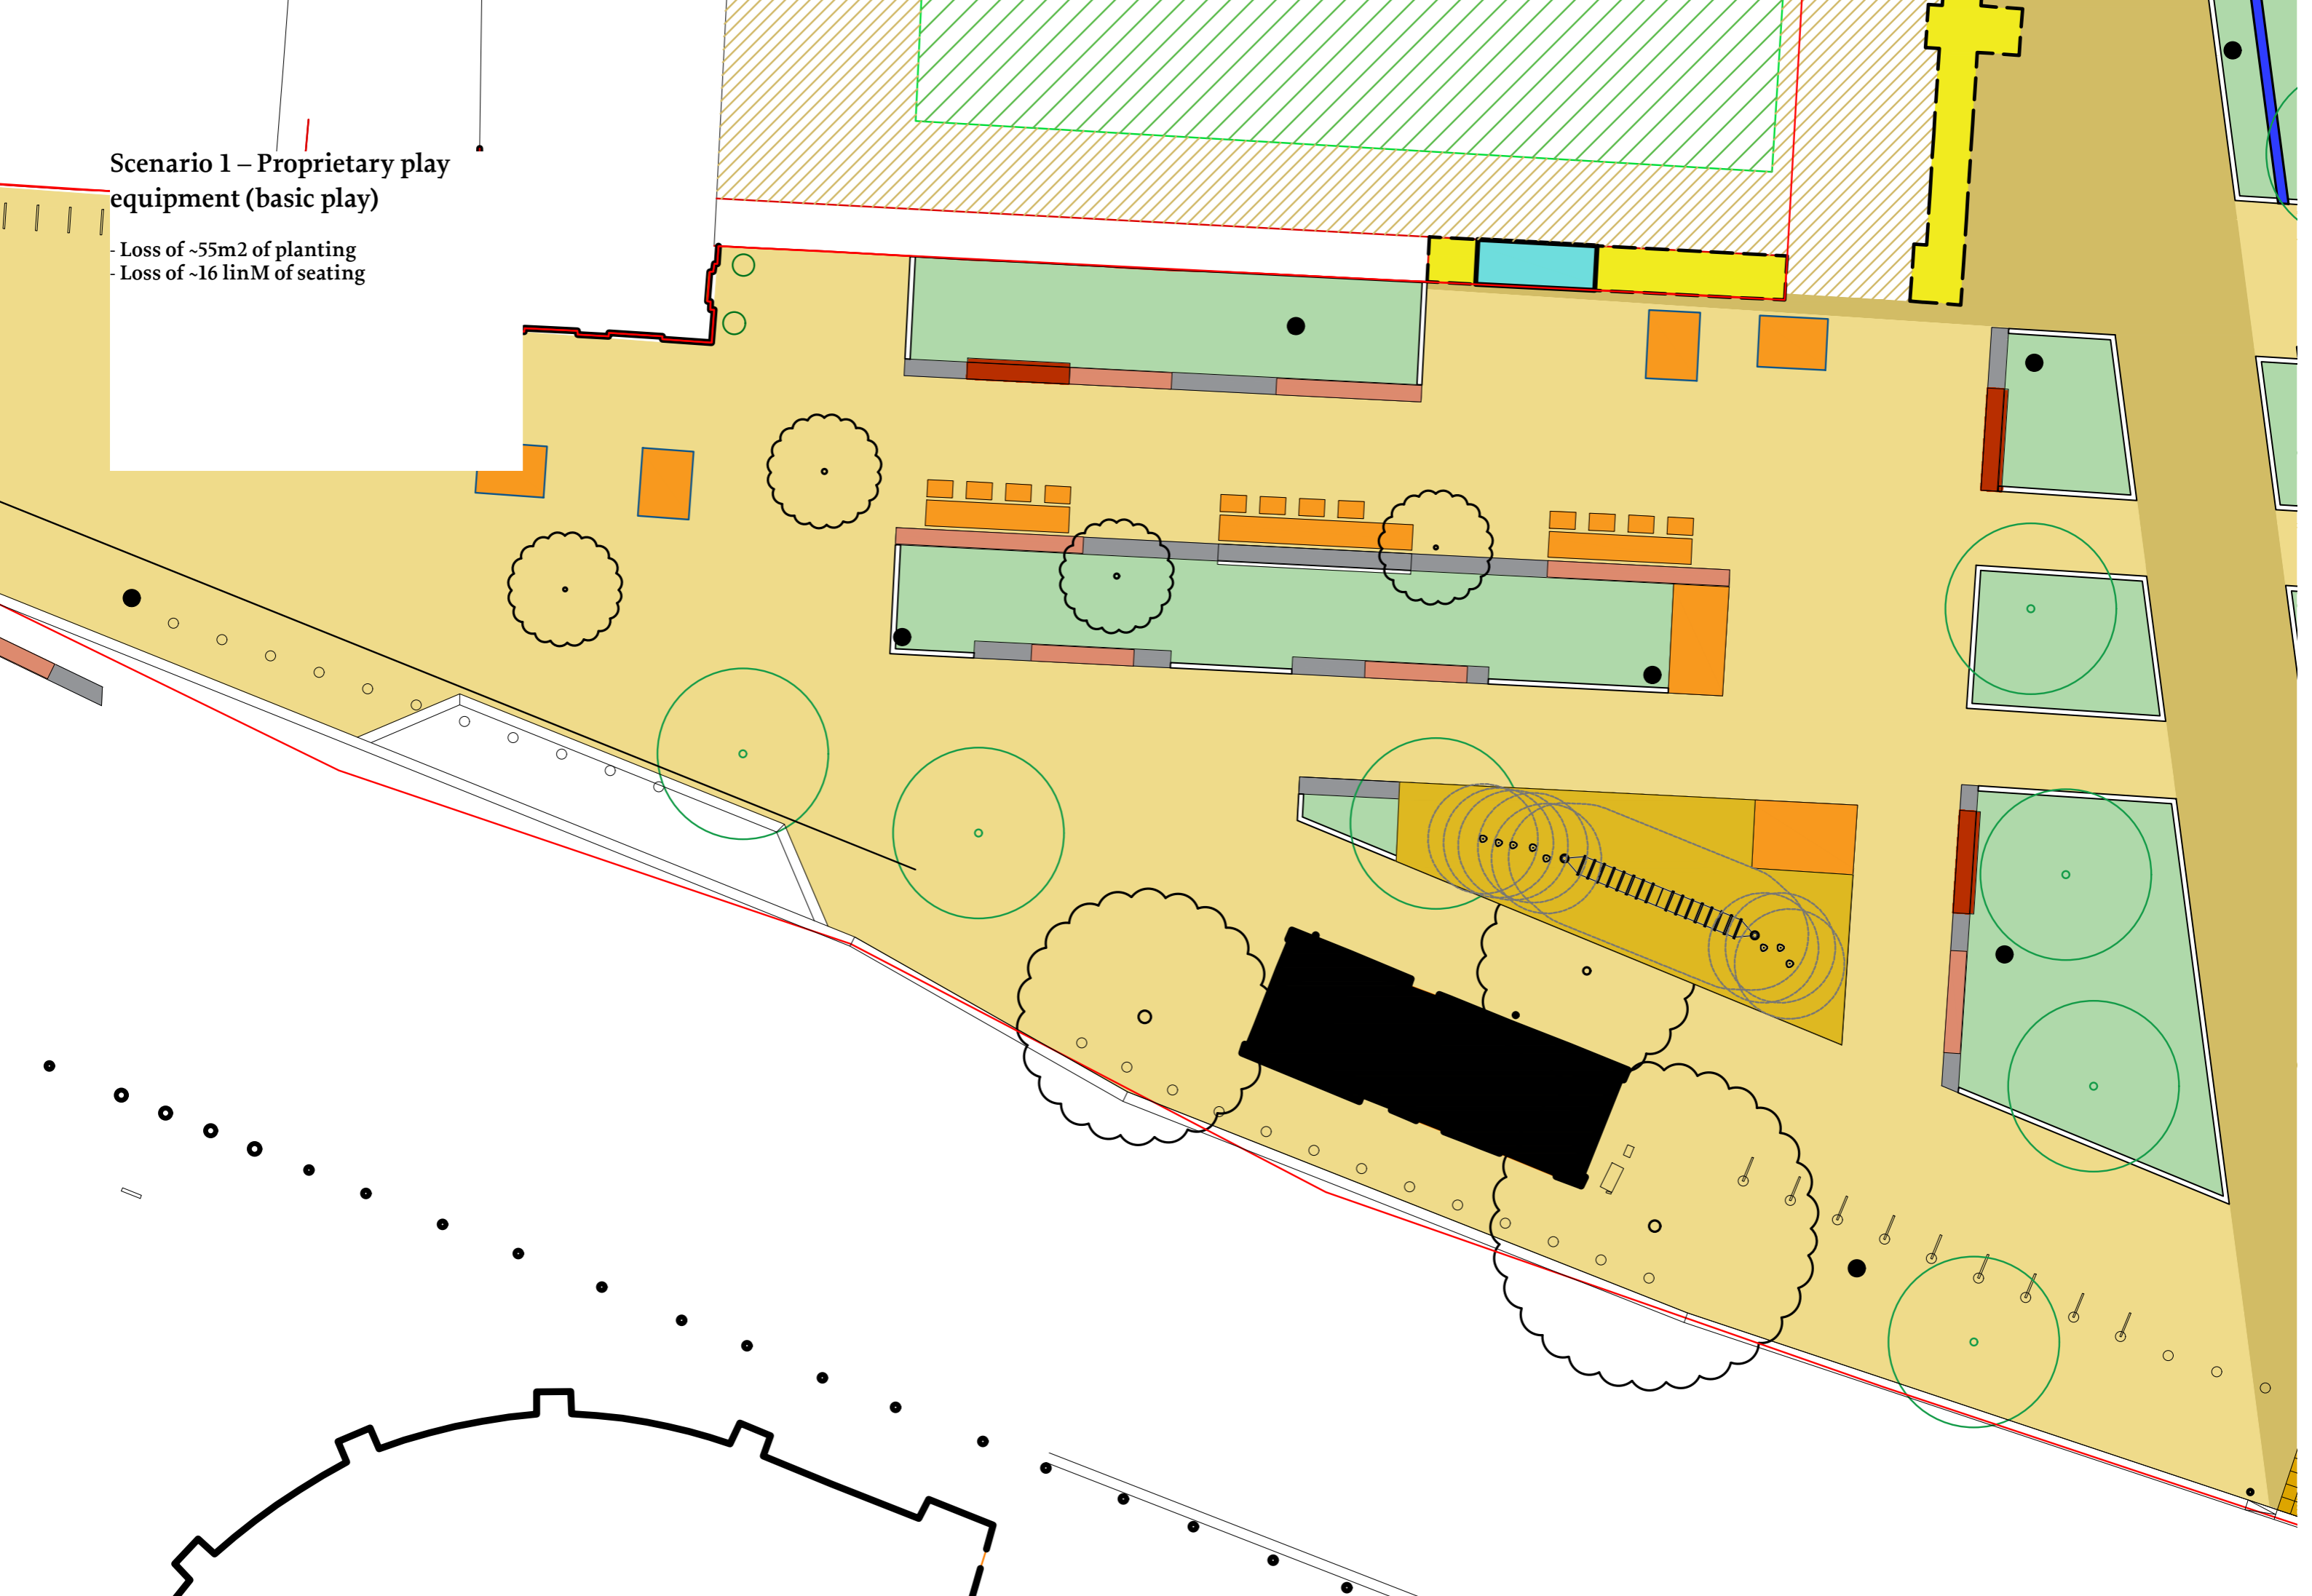 Scenario 1 – Proprietary play
equipment (basic play)
- Loss of ~55m2 of planting
- Loss of ~16 linM of seating